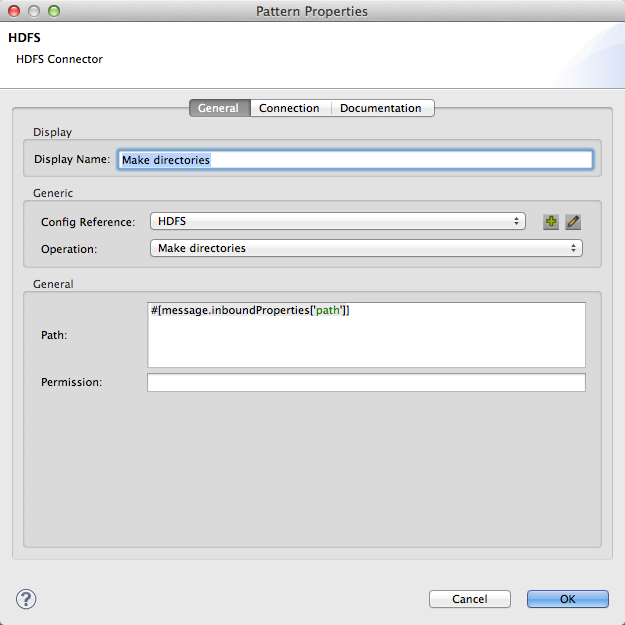 Pattern Properties
HDFS
HDFS Connector
General Connection Documentation
Display
Display Name: Make directories
Generic
Config Reference: HDFS
Operation: Make directories
General
#[message.inboundProperties['path']]
Path:
Permission:
? Cancel OK